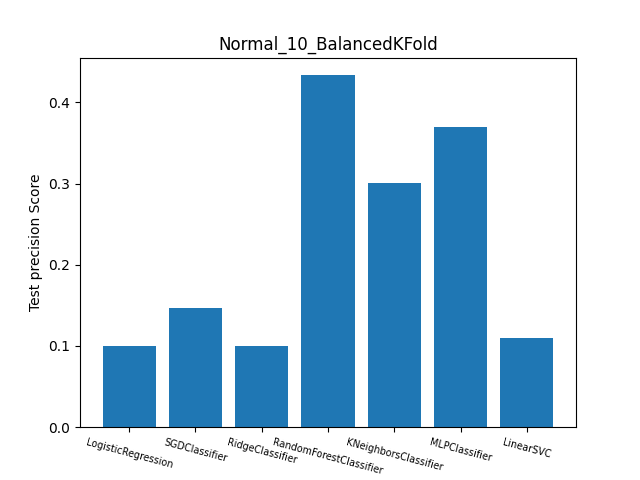 Normal_10_BalancedKFold
Test precision Score
0.4
0.3
0.2
0.1
0.0
LogisticRegression
SGDClassifier
RidgeClassifier
RandomForestClassifier
KNeighborsClassifier
MLPClassifier
LinearSVC